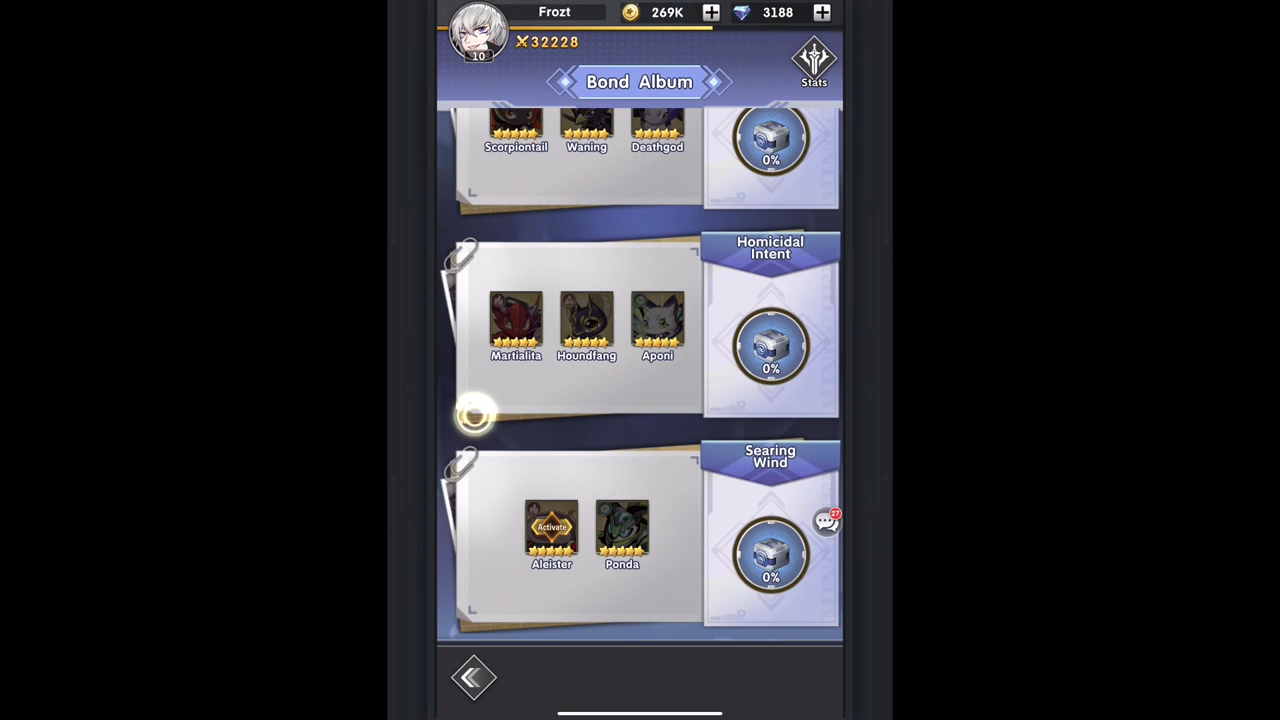 Frozt
269K
3188
10
32228
Bond Album
Stats
Scorpiontail
Waning
Deathgod
0%
Homicidal
Intent
Martialita
Houndfang
Aponi
0%
Searing
Wind
27
Activate
Aleister
Ponda
0%